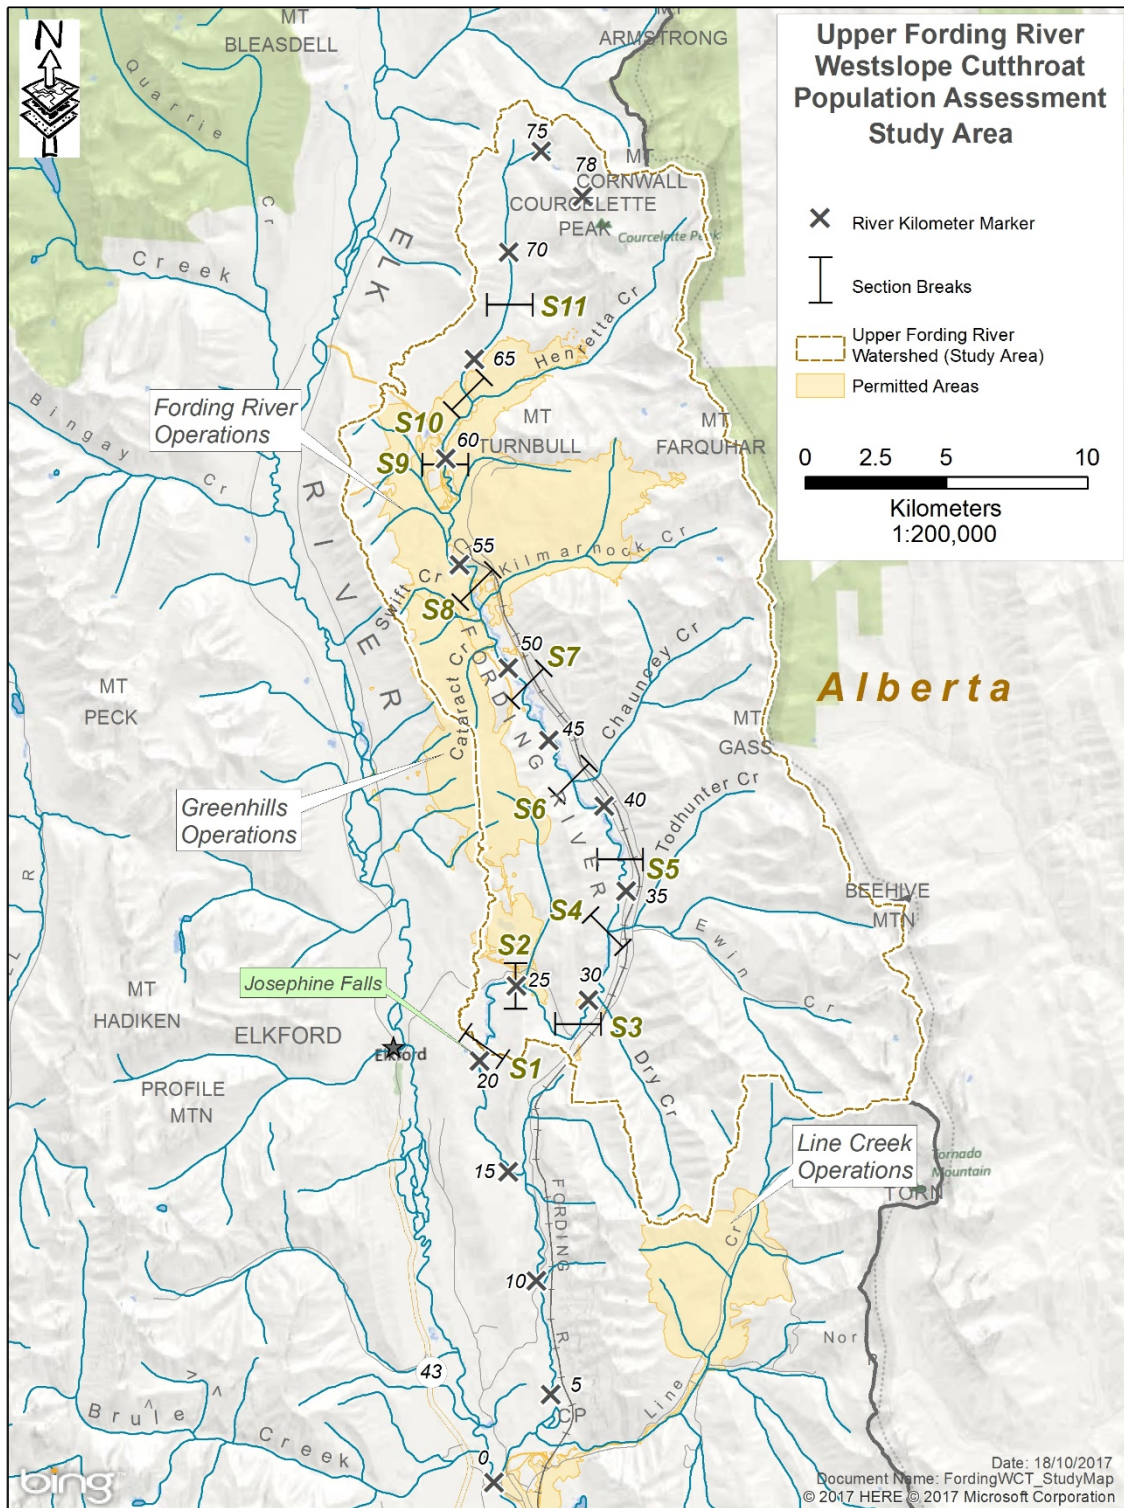 Upper Fording River
Westslope Cutthroat
Population Assessment
Study Area
River Kilometer Marker
Section Breaks
Upper Fording River
Watershed (Study Area)
Permitted Areas
0 2.5 5 10
Kilometers
1:200,000
N
MT
BLEASDELL
MT
ARMSTRONG
Quarrie
Cr
75
78
MT
CORNWALL
COURCELETTE
PEAK
Courcelette Peak
ELK
RIVER
Creek
70
S11
Henretta Cr
65
Fording River
Operations
S10
60
MT
TURNBULL
MT
FARQUHAR
S9
Bingay
Cr
55
Kilmarnock Cr
Swift Cr
S8
FORDING
RIVER
50
S7
Chauncey Cr
Cataract Cr
Alberta
MT
PECK
45
MT
GASS
Greenhills
Operations
S6
40
Todhunter Cr
S5
35
BEEHIVE
MTN
S4
R
Ewin
Cr
S2
Josephine Falls
25
30
MT
HADIKEN
ELKFORD
Elkford
S3
S1
20
Dry Cr
PROFILE
MTN
Line Creek
Operations
Tornado
Mountain
TORN
15
FORDING
R
Cr
10
Nor
43
5
CP
Line
Brule
Creek
0
bing
Date: 18/10/2017
Document Name: FordingWCT_StudyMap
© 2017 HERE © 2017 Microsoft Corporation